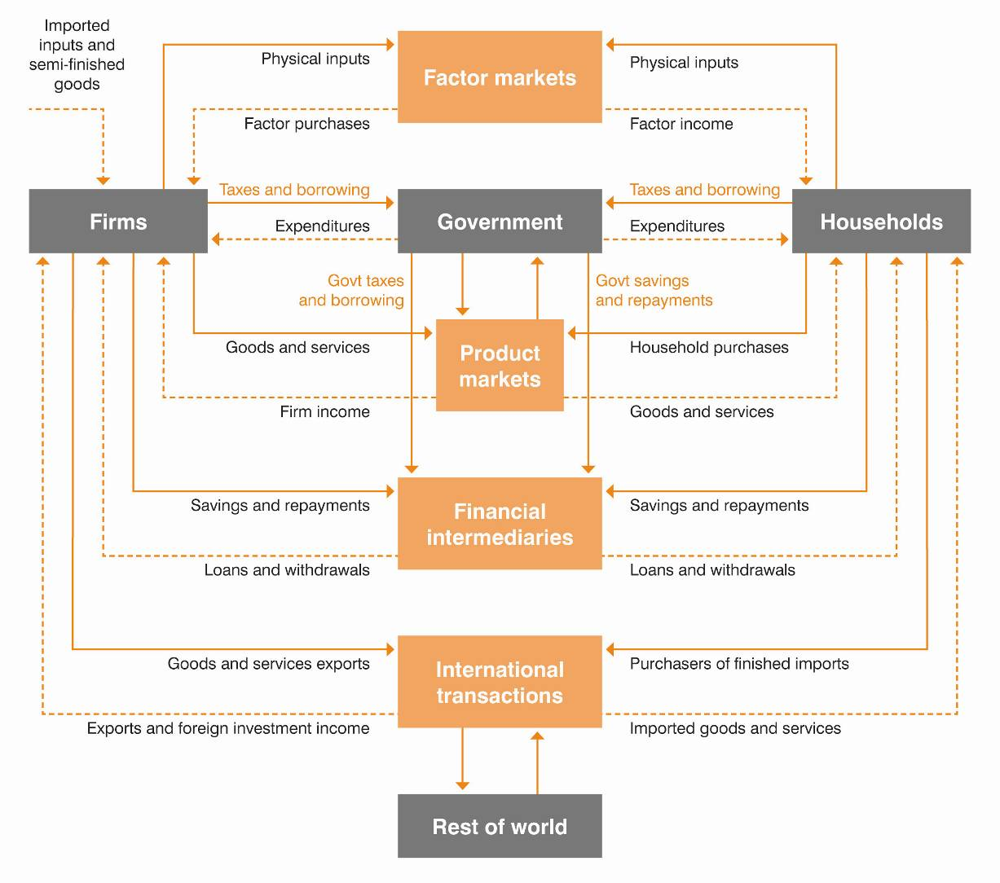 Imported
inputs and
semi-finished
goods
Physical inputs
Factor markets
Physical inputs
Factor purchases
Factor income
Taxes and borrowing
Taxes and borrowing
Firms
Government
Households
Expenditures
Expenditures
Govt taxes
and borrowing
Govt savings
and repayments
Goods and services
Product
markets
Household purchases
Firm income
Goods and services
Savings and repayments
Financial
intermediaries
Savings and repayments
Loans and withdrawals
Loans and withdrawals
Goods and services exports
International
transactions
Purchasers of finished imports
Exports and foreign investment income
Imported goods and services
Rest of world